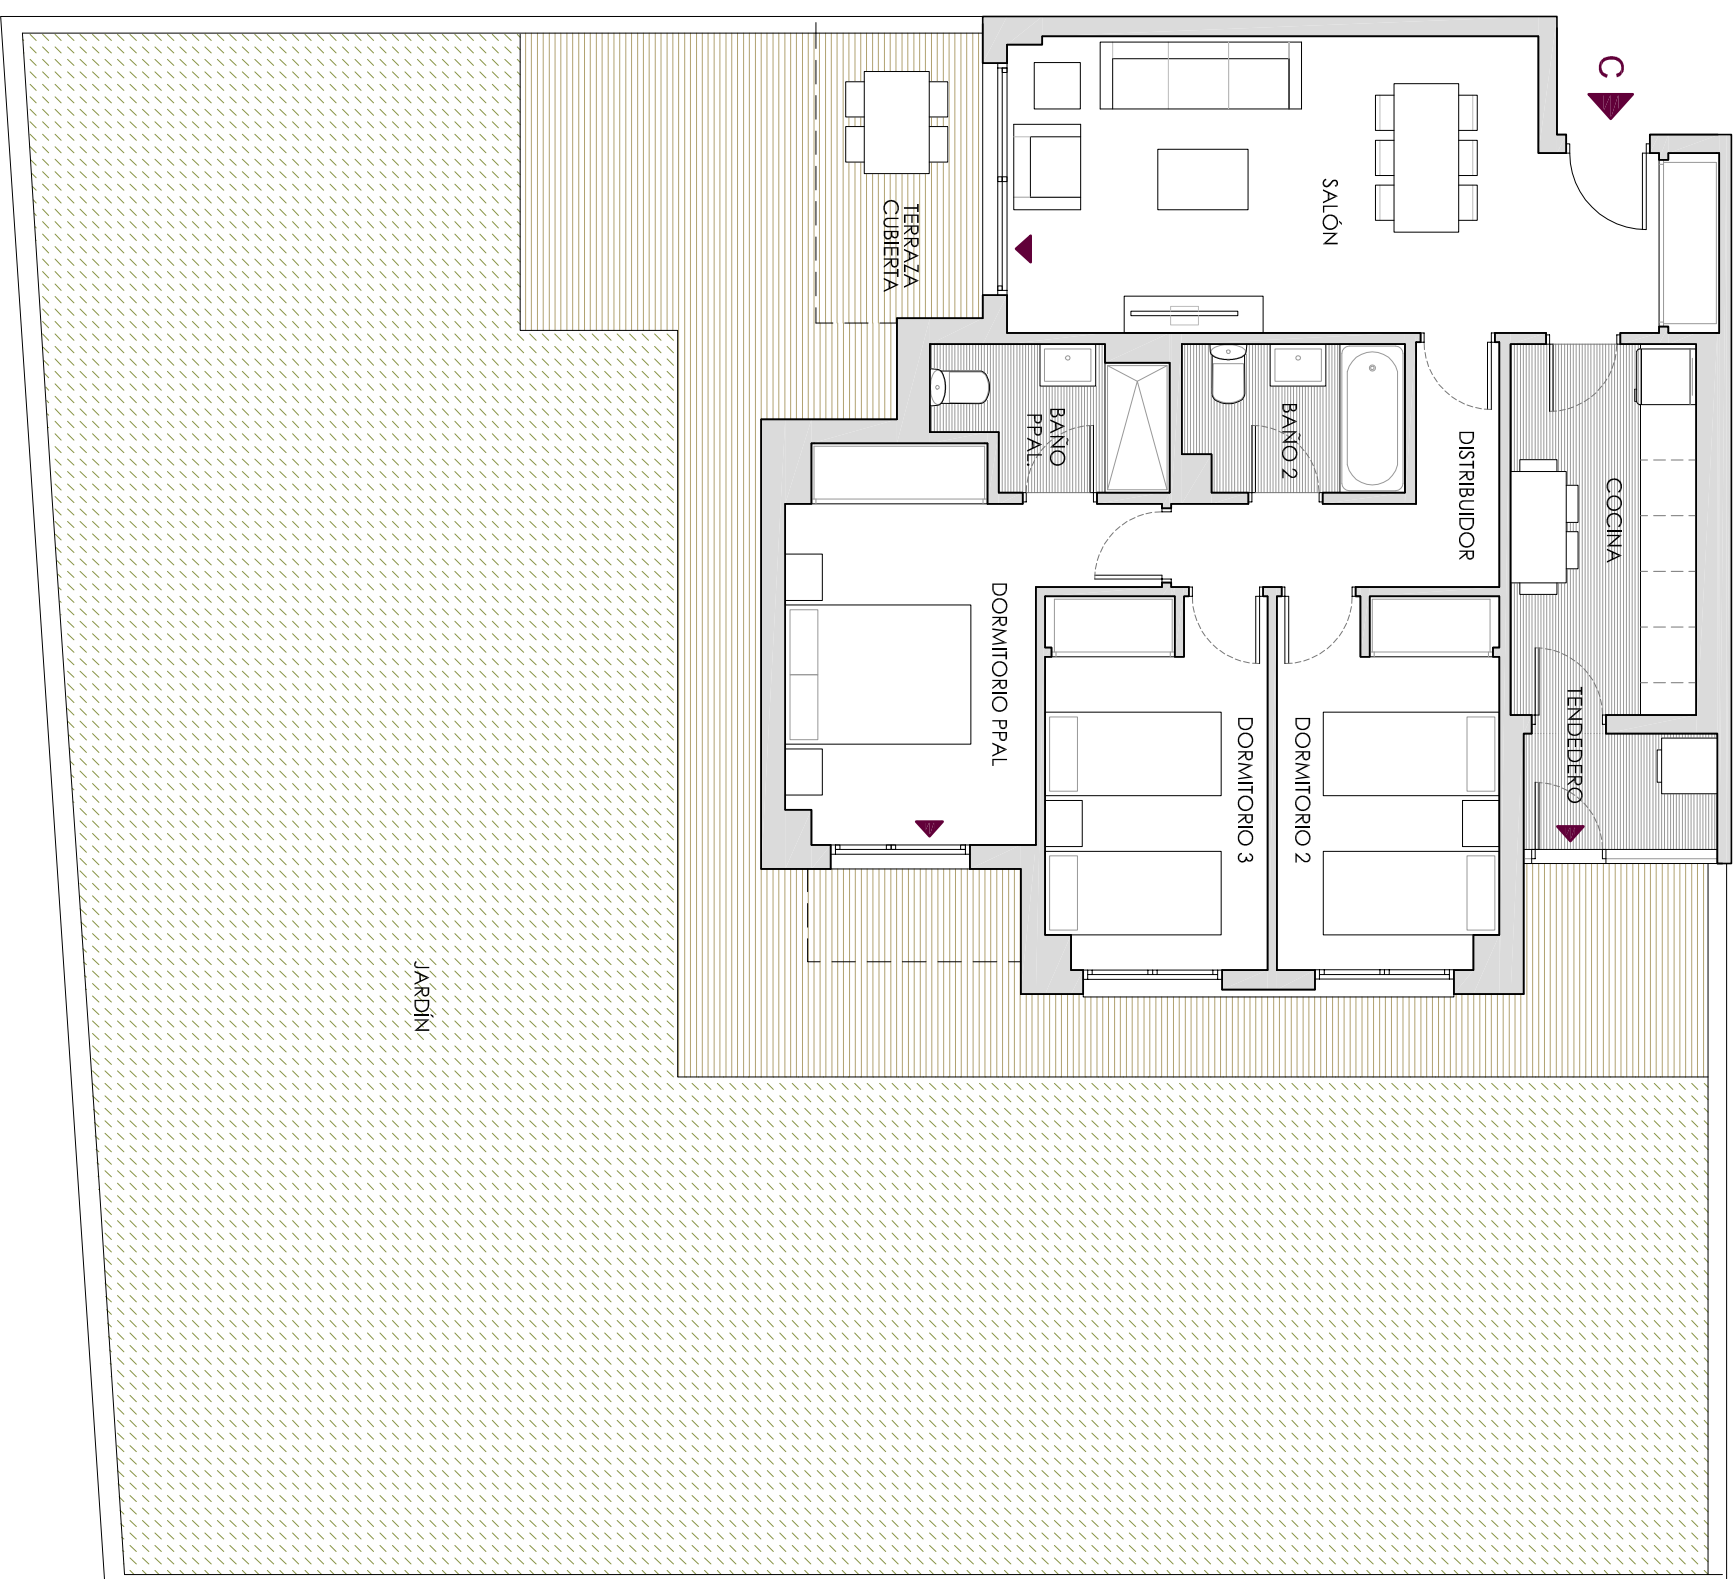 C
SALÓN
TERRAZA
CUBIERTA
BAÑO
PPAL.
BAÑO 2
DISTRIBUIDOR
COCINA
DORMITORIO PPAL
DORMITORIO 3
DORMITORIO 2
TENDEDERO
JARDÍN